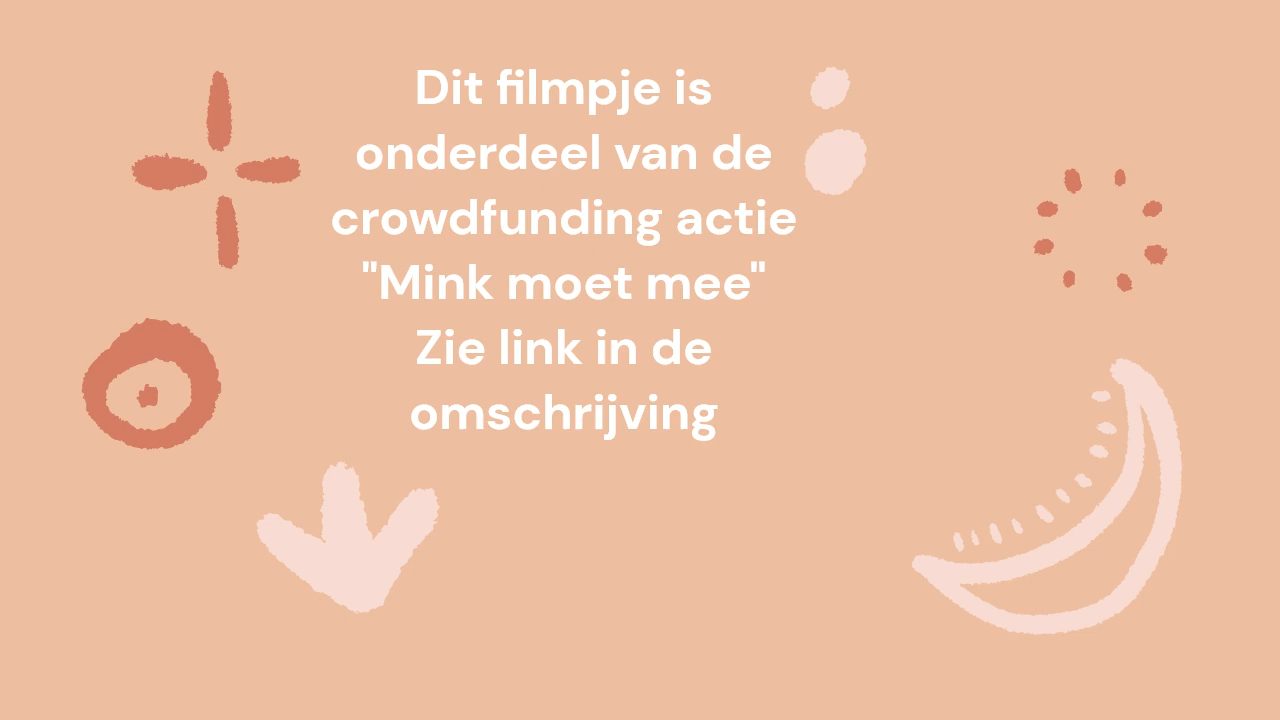 Dit filmpje is
onderdeel van de
crowdfunding actie
"Mink moet mee"
Zie link in de
omschrijving